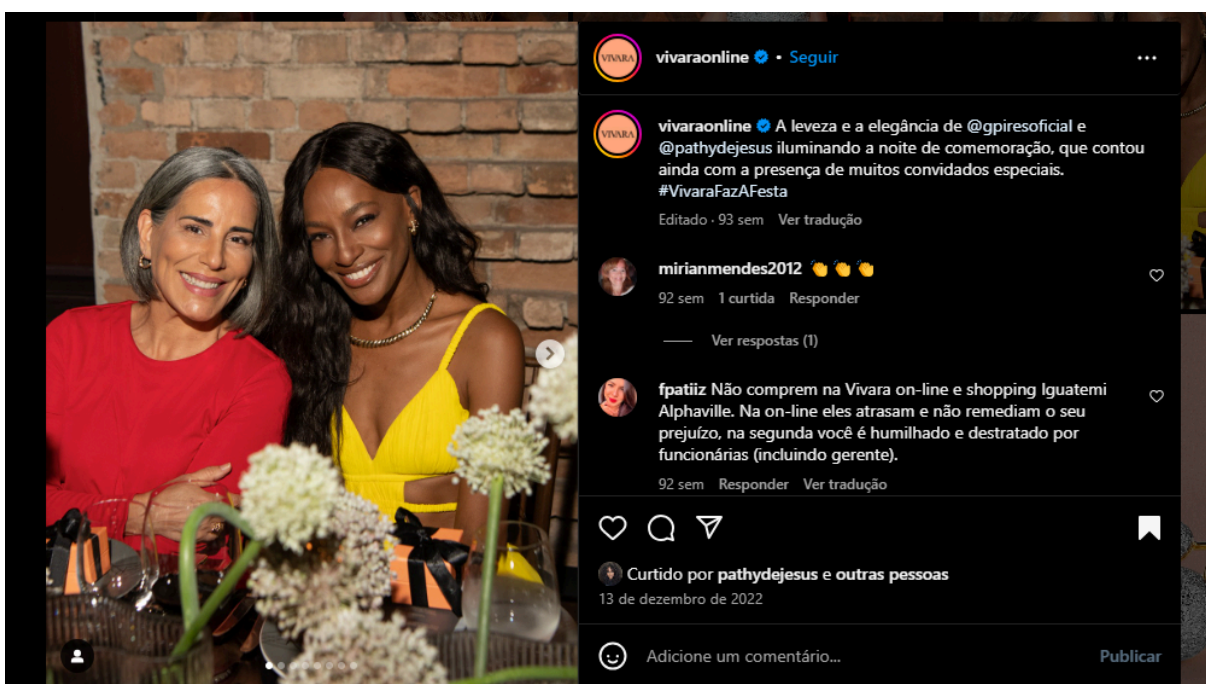 VIVARA
vivaraonline • Seguir
VIVARA
vivaraonline A leveza e a elegância de @gpiresoficial e
@pathydejesus iluminando a noite de comemoração, que contou
ainda com a presença de muitos convidados especiais.
#VivaraFazAFesta
Editado · 93 sem Ver tradução
mirianmendes2012 👏👏👏
92 sem 1 curtida Responder
Ver respostas (1)
fpatiiz Não comprem na Vivara on-line e shopping Iguatemi
Alphaville. Na on-line eles atrasam e não remediam o seu
prejuízo, na segunda você é humilhado e destratado por
funcionárias (incluindo gerente).
92 sem Responder Ver tradução
Curtido por pathydejesus e outras pessoas
13 de dezembro de 2022
Adicione um comentário... Publicar